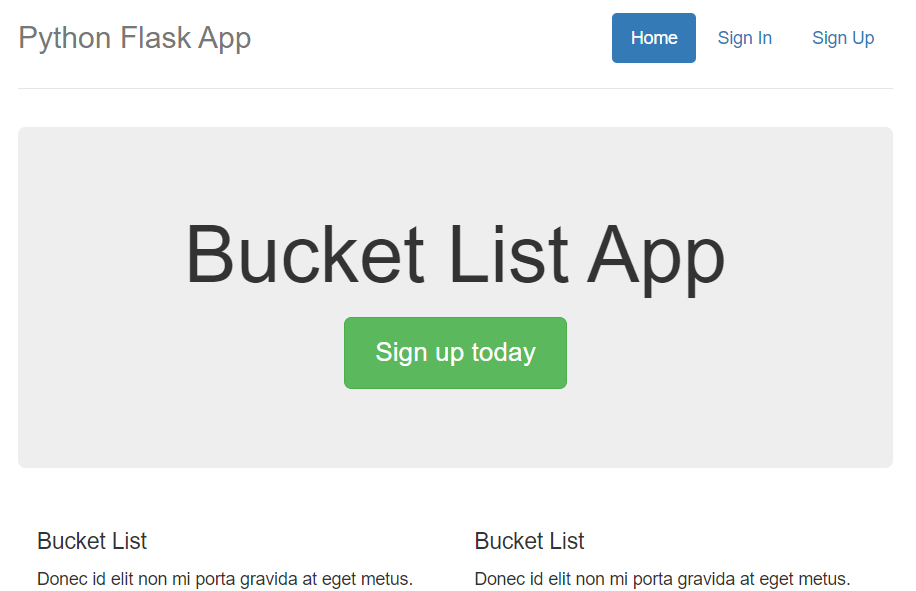 Python Flask App
Home Sign In Sign Up
Bucket List App
Sign up today
Bucket List
Donec id elit non mi porta gravida at eget metus.
Bucket List
Donec id elit non mi porta gravida at eget metus.